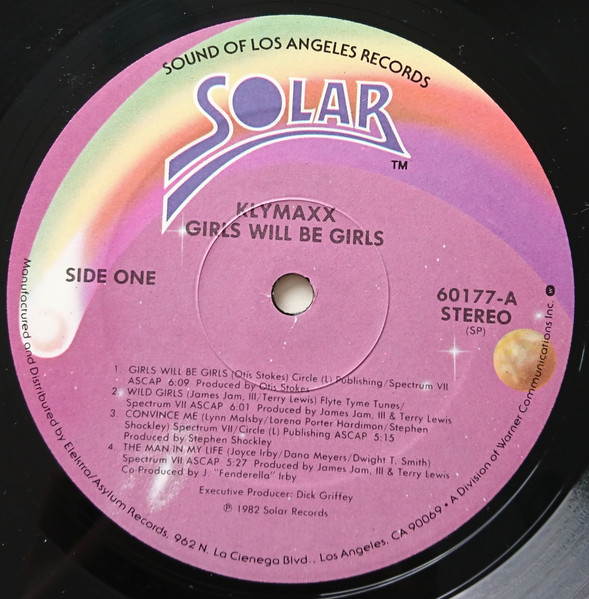 SOUND OF LOS ANGELES RECORDS
SOLAR
TM
KLYMAXX
GIRLS WILL BE GIRLS
SIDE ONE
60177-A
STEREO
(SP)
1. GIRLS WILL BE GIRLS (Otis Stokes) Circle (L) Publishing/Spectrum VII
ASCAP 6:09 Produced by Otis Stokes
2. WILD GIRLS (James Jam, III/Terry Lewis) Flyte Tyme Tunes/
Spectrum VII ASCAP 6:01 Produced by James Jam, III & Terry Lewis
3. CONVINCE ME (Lynn Malsby/Lorena Porter Hardimon/Stephen
Shockley) Spectrum VII/Circle (L) Publishing ASCAP 5:15
Produced by Stephen Shockley
4. THE MAN IN MY LIFE (Joyce Irby/Dana Meyers/Dwight T. Smith)
Spectrum VII ASCAP 5:27 Produced by James Jam, III & Terry Lewis
Co Produced by J. "Fenderella" Irby
Executive Producer: Dick Griffey
℗ 1982 Solar Records
Manufactured and Distributed by Elektra/Asylum Records, 962 N. La Cienega Blvd., Los Angeles, CA 90069 • A Division of Warner Communications Inc.